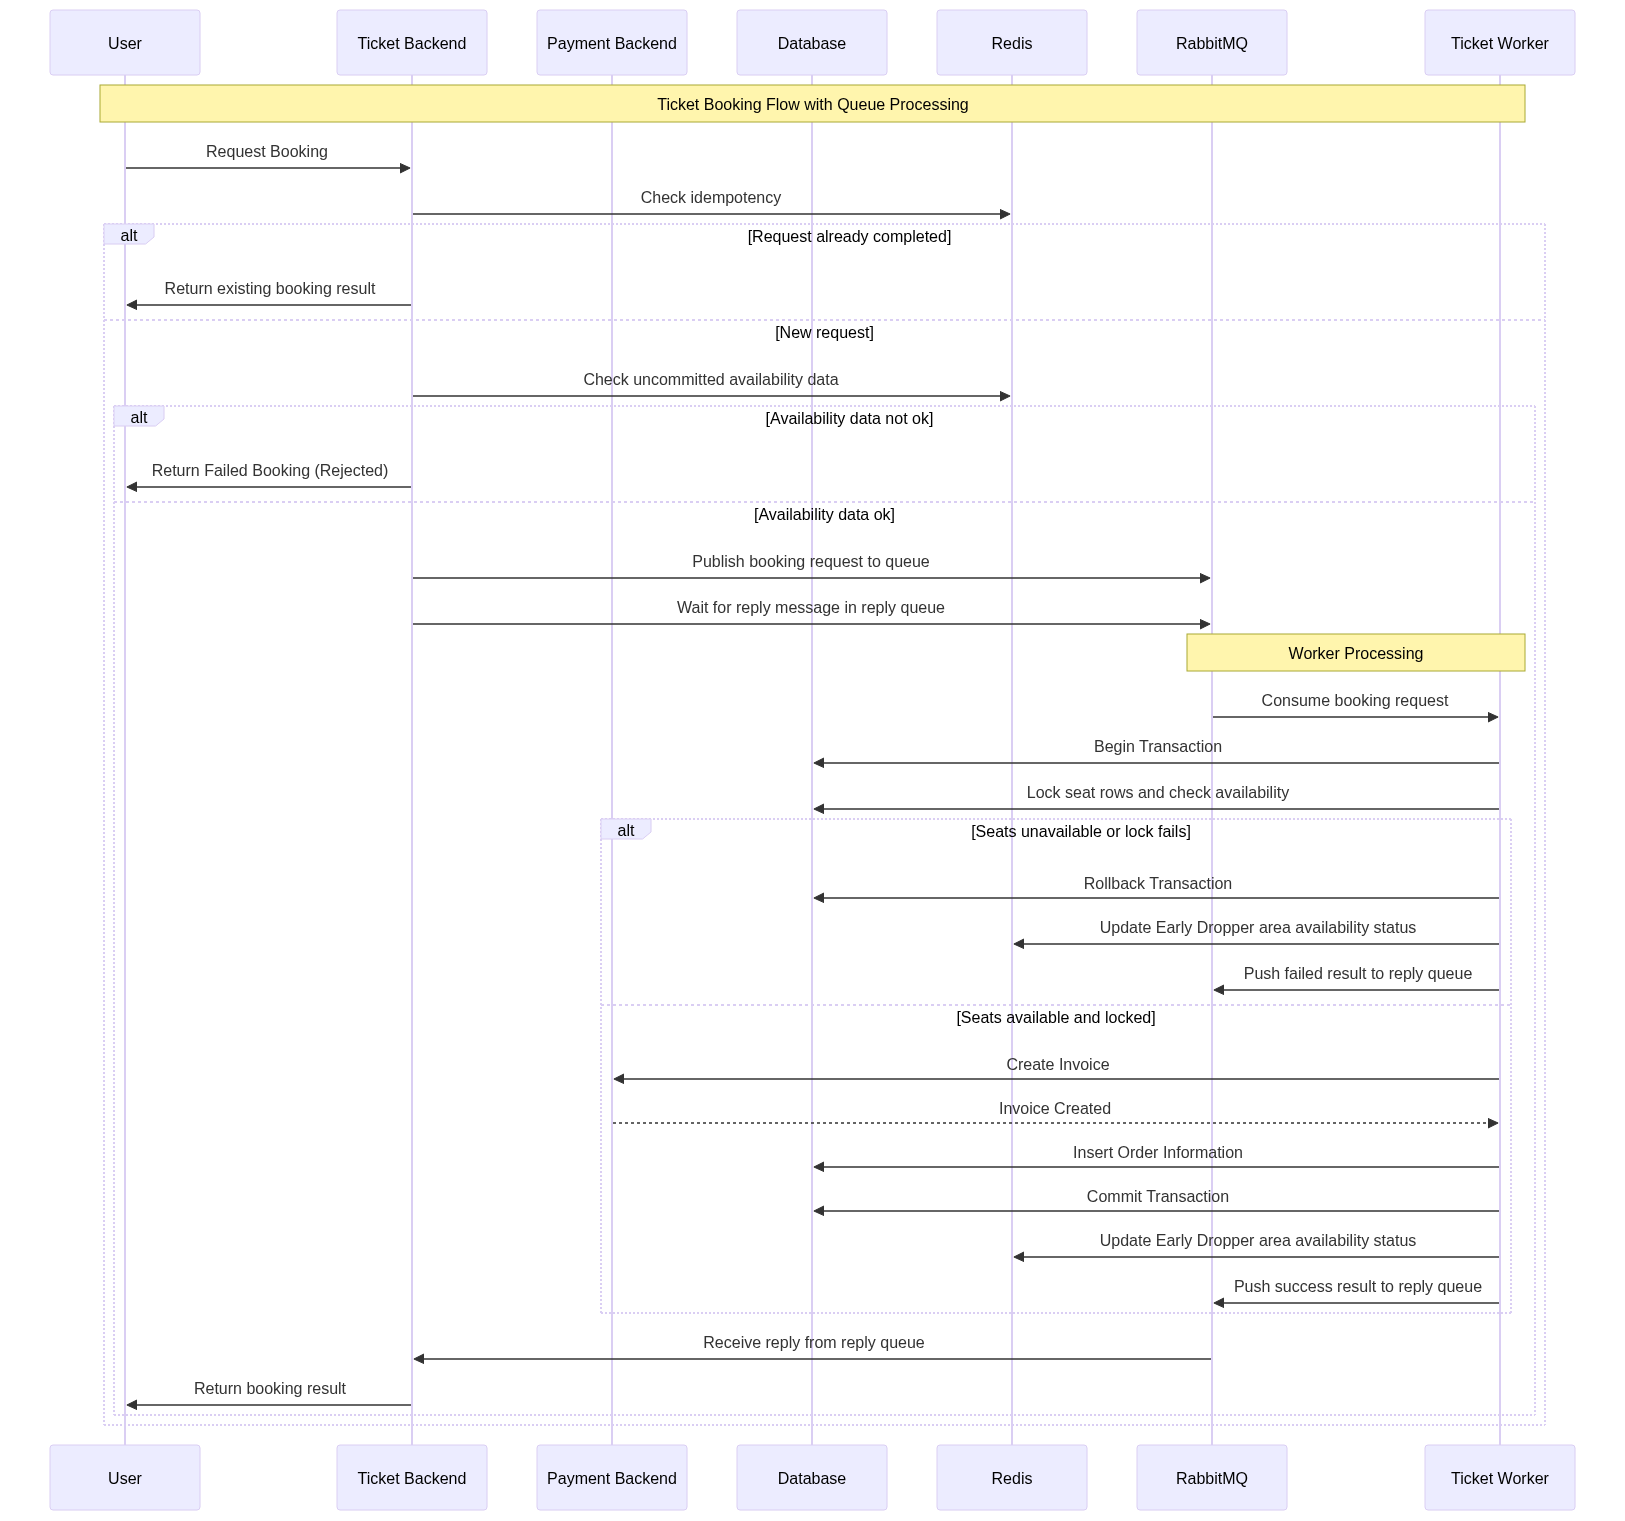 User
Ticket Backend
Payment Backend
Database
Redis
RabbitMQ
Ticket Worker
Ticket Booking Flow with Queue Processing
Request Booking
Check idempotency
alt
[Request already completed]
Return existing booking result
[New request]
Check uncommitted availability data
alt
[Availability data not ok]
Return Failed Booking (Rejected)
[Availability data ok]
Publish booking request to queue
Wait for reply message in reply queue
Worker Processing
Consume booking request
Begin Transaction
Lock seat rows and check availability
alt
[Seats unavailable or lock fails]
Rollback Transaction
Update Early Dropper area availability status
Push failed result to reply queue
[Seats available and locked]
Create Invoice
Invoice Created
Insert Order Information
Commit Transaction
Update Early Dropper area availability status
Push success result to reply queue
Receive reply from reply queue
Return booking result
User
Ticket Backend
Payment Backend
Database
Redis
RabbitMQ
Ticket Worker